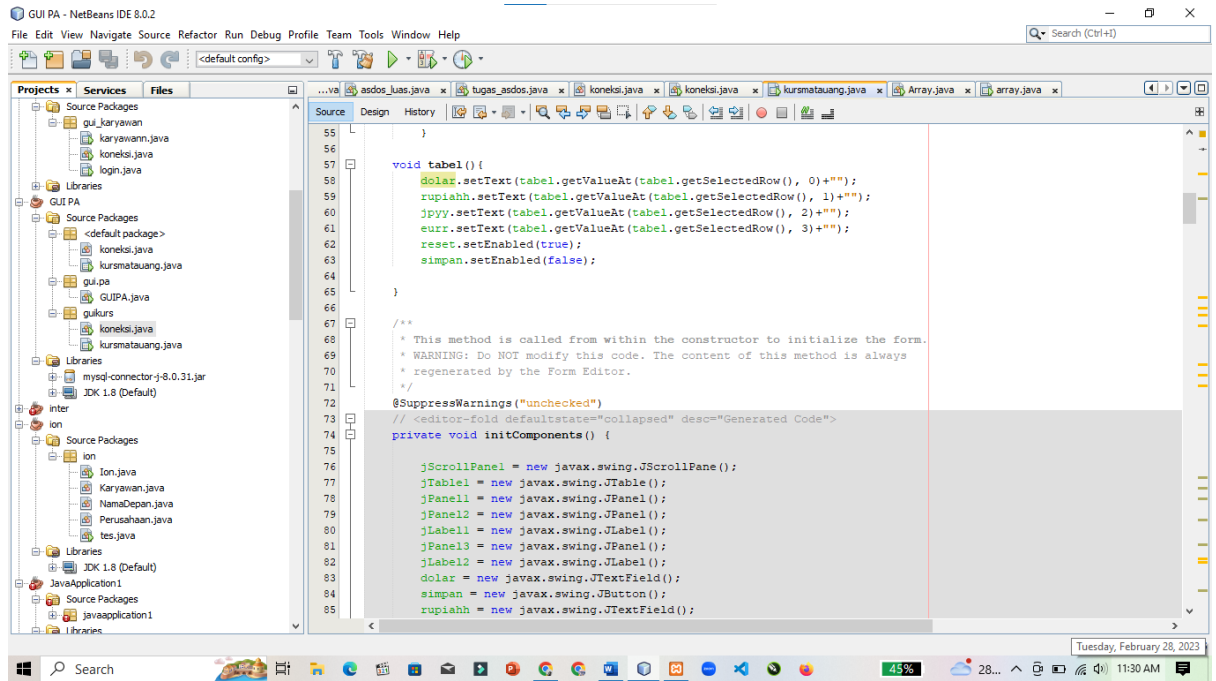 GUI PA - NetBeans IDE 8.0.2
File Edit View Navigate Source Refactor Run Debug Profile Team Tools Window Help
Search (Ctrl+I)
<default config>
Projects × Services Files
...va asdos_luas.java × tugas_asdos.java × koneksi.java × koneksi.java × kursmatauang.java × Array.java × array.java ×
Source Design History
Source Packages
gui_karyawan
karyawann.java
koneksi.java
login.java
Libraries
GUI PA
Source Packages
<default package>
koneksi.java
kursmatauang.java
gui.pa
GUIPA.java
guikurs
koneksi.java
kursmatauang.java
Libraries
mysql-connector-j-8.0.31.jar
JDK 1.8 (Default)
inter
ion
Source Packages
ion
Ion.java
Karyawan.java
NamaDepan.java
Perusahaan.java
tes.java
Libraries
JDK 1.8 (Default)
JavaApplication1
Source Packages
javaapplication1
Libraries
55 }
56
57 void tabel(){
58 dolar.setText(tabel.getValueAt(tabel.getSelectedRow(), 0)+"");
59 rupiahh.setText(tabel.getValueAt(tabel.getSelectedRow(), 1)+"");
60 jpyy.setText(tabel.getValueAt(tabel.getSelectedRow(), 2)+"");
61 eurr.setText(tabel.getValueAt(tabel.getSelectedRow(), 3)+"");
62 reset.setEnabled(true);
63 simpan.setEnabled(false);
64
65 }
66
67 /**
68 * This method is called from within the constructor to initialize the form.
69 * WARNING: Do NOT modify this code. The content of this method is always
70 * regenerated by the Form Editor.
71 */
72 @SuppressWarnings("unchecked")
73 // <editor-fold defaultstate="collapsed" desc="Generated Code">
74 private void initComponents() {
75
76 jScrollPane1 = new javax.swing.JScrollPane();
77 jTable1 = new javax.swing.JTable();
78 jPanel1 = new javax.swing.JPanel();
79 jPanel2 = new javax.swing.JPanel();
80 jLabel1 = new javax.swing.JLabel();
81 jPanel3 = new javax.swing.JPanel();
82 jLabel2 = new javax.swing.JLabel();
83 dolar = new javax.swing.JTextField();
84 simpan = new javax.swing.JButton();
85 rupiahh = new javax.swing.JTextField();
Tuesday, February 28, 2023
Search
45%
28...
11:30 AM